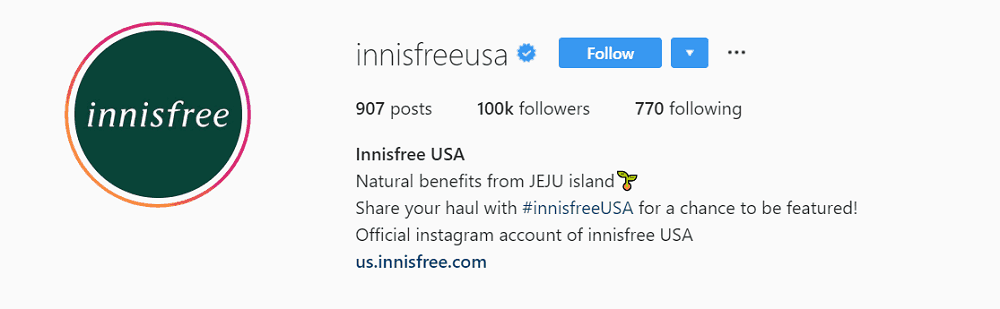 innisfree
innisfreeusa Follow
907 posts 100k followers 770 following
Innisfree USA
Natural benefits from JEJU island🌱
Share your haul with #innisfreeUSA for a chance to be featured!
Official instagram account of innisfree USA
us.innisfree.com